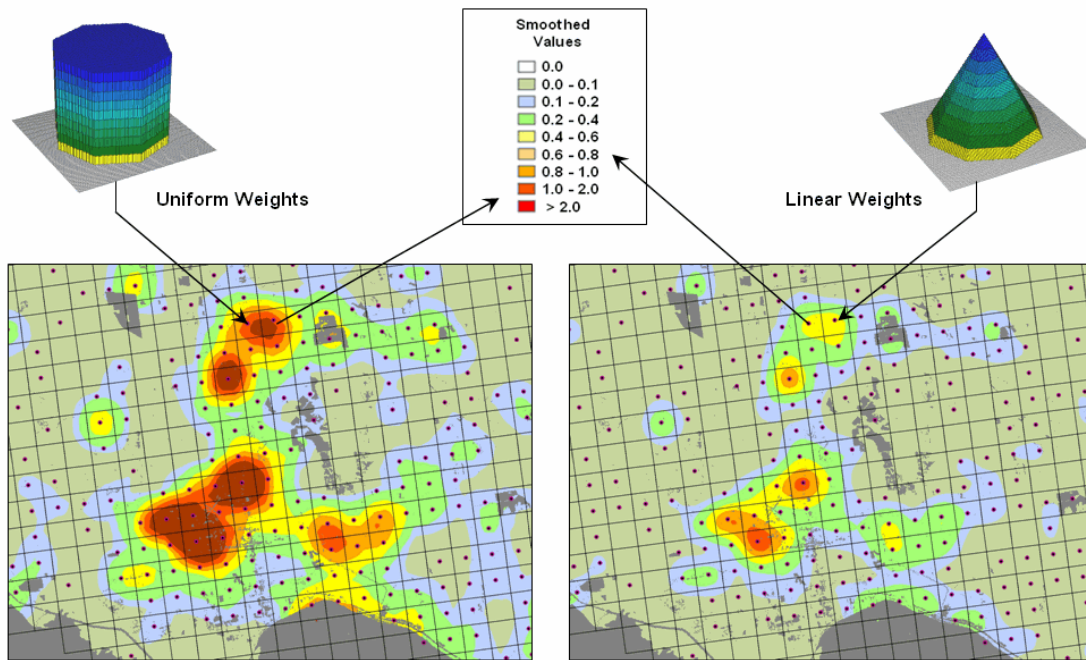 Smoothed
Values
0.0
0.0 - 0.1
0.1 - 0.2
0.2 - 0.4
0.4 - 0.6
0.6 - 0.8
0.8 - 1.0
1.0 - 2.0
> 2.0
Uniform Weights
Linear Weights